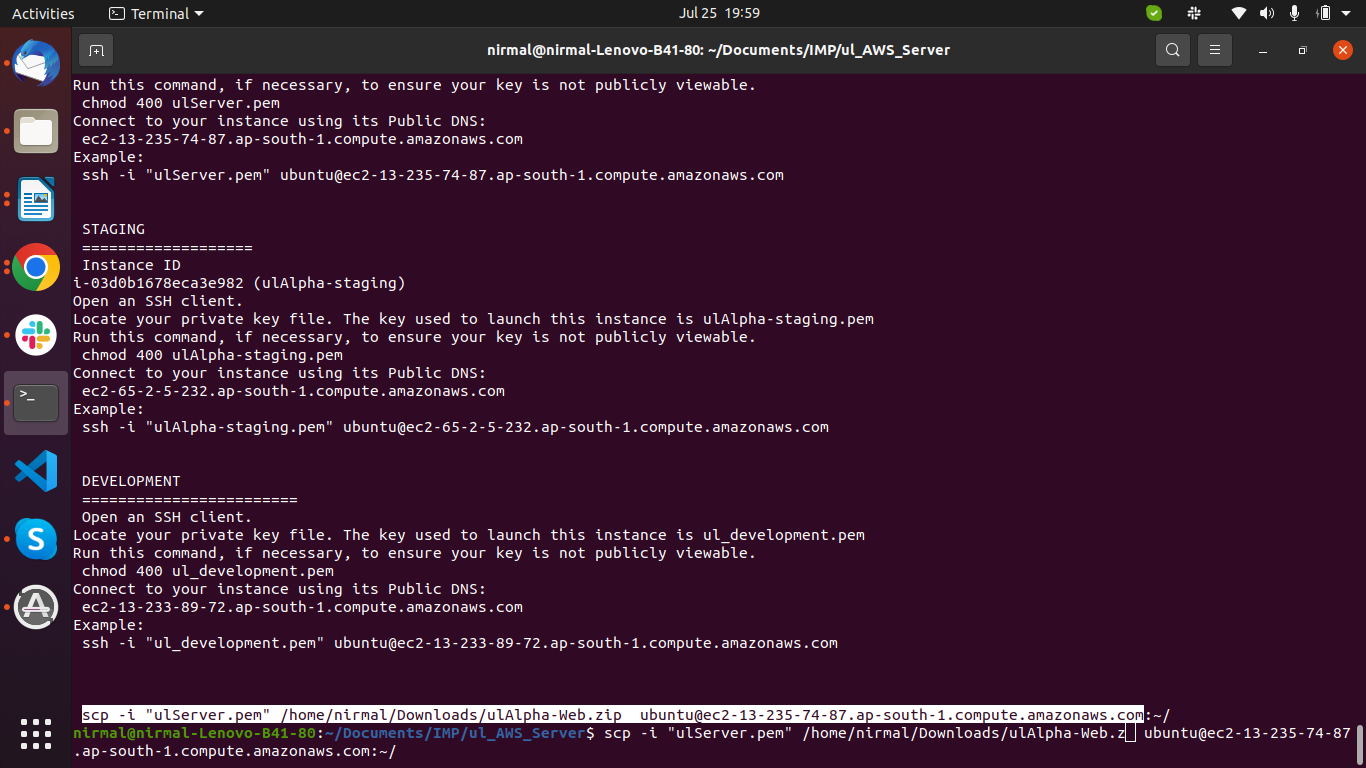 Activities
Terminal
Jul 25 19:59
nirmal@nirmal-Lenovo-B41-80: ~/Documents/IMP/ul_AWS_Server
Run this command, if necessary, to ensure your key is not publicly viewable.
chmod 400 ulServer.pem
Connect to your instance using its Public DNS:
ec2-13-235-74-87.ap-south-1.compute.amazonaws.com
Example:
ssh -i "ulServer.pem" ubuntu@ec2-13-235-74-87.ap-south-1.compute.amazonaws.com
STAGING
===================
Instance ID
i-03d0b1678eca3e982 (ulAlpha-staging)
Open an SSH client.
Locate your private key file. The key used to launch this instance is ulAlpha-staging.pem
Run this command, if necessary, to ensure your key is not publicly viewable.
chmod 400 ulAlpha-staging.pem
Connect to your instance using its Public DNS:
ec2-65-2-5-232.ap-south-1.compute.amazonaws.com
Example:
ssh -i "ulAlpha-staging.pem" ubuntu@ec2-65-2-5-232.ap-south-1.compute.amazonaws.com
DEVELOPMENT
========================
Open an SSH client.
Locate your private key file. The key used to launch this instance is ul_development.pem
Run this command, if necessary, to ensure your key is not publicly viewable.
chmod 400 ul_development.pem
Connect to your instance using its Public DNS:
ec2-13-233-89-72.ap-south-1.compute.amazonaws.com
Example:
ssh -i "ul_development.pem" ubuntu@ec2-13-233-89-72.ap-south-1.compute.amazonaws.com
scp -i "ulServer.pem" /home/nirmal/Downloads/ulAlpha-Web.zip  ubuntu@ec2-13-235-74-87.ap-south-1.compute.amazonaws.com:~/
nirmal@nirmal-Lenovo-B41-80:~/Documents/IMP/ul_AWS_Server$ scp -i "ulServer.pem" /home/nirmal/Downloads/ulAlpha-Web.z  ubuntu@ec2-13-235-74-87
.ap-south-1.compute.amazonaws.com:~/